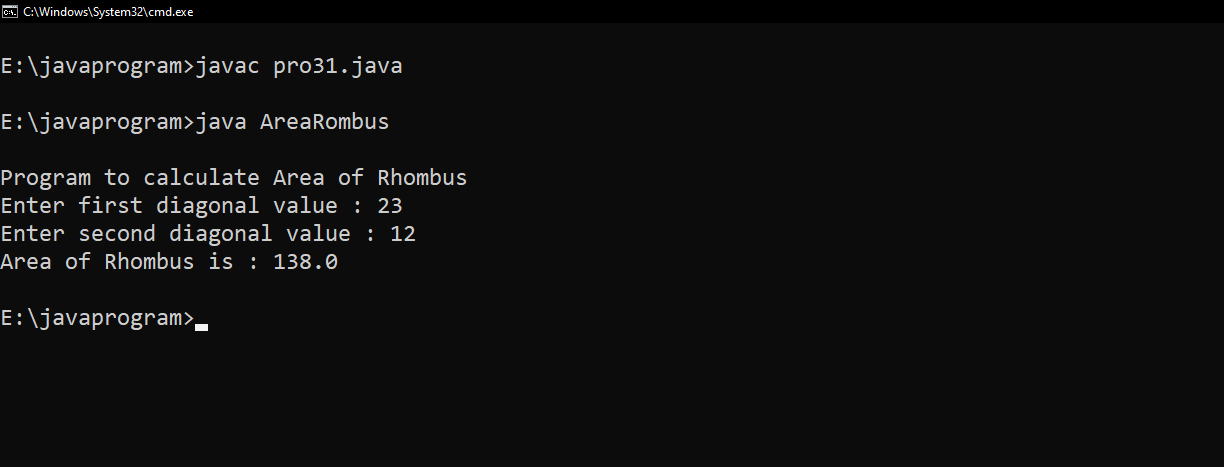 C:\Windows\System32\cmd.exe
E:\javaprogram>javac pro31.java
E:\javaprogram>java AreaRombus
Program to calculate Area of Rhombus
Enter first diagonal value : 23
Enter second diagonal value : 12
Area of Rhombus is : 138.0
E:\javaprogram>